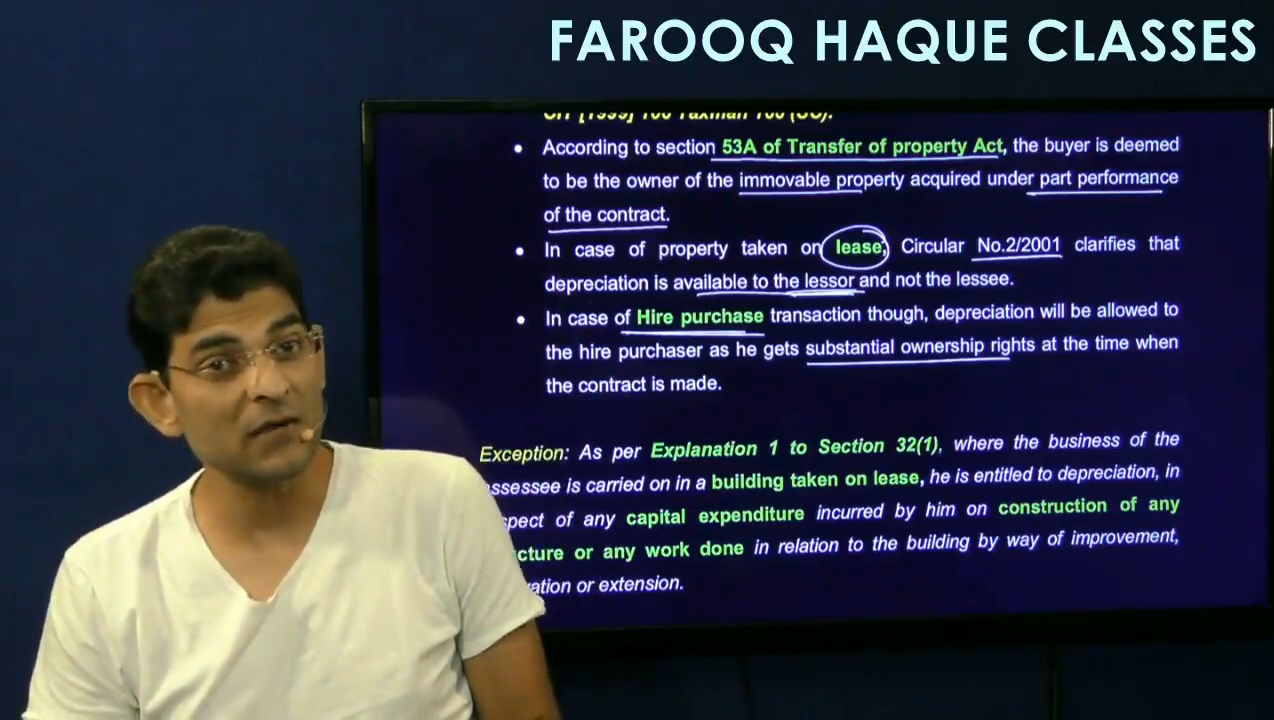 FAROOQ HAQUE CLASSES
According to section 53A of Transfer of property Act, the buyer is deemed
to be the owner of the immovable property acquired under part performance
of the contract.
In case of property taken on lease, Circular No.2/2001 clarifies that
depreciation is available to the lessor and not the lessee.
In case of Hire purchase transaction though, depreciation will be allowed to
the hire purchaser as he gets substantial ownership rights at the time when
the contract is made.
Exception: As per Explanation 1 to Section 32(1), where the business of the
ssessee is carried on in a building taken on lease, he is entitled to depreciation, in
spect of any capital expenditure incurred by him on construction of any
cture or any work done in relation to the building by way of improvement,
vation or extension.